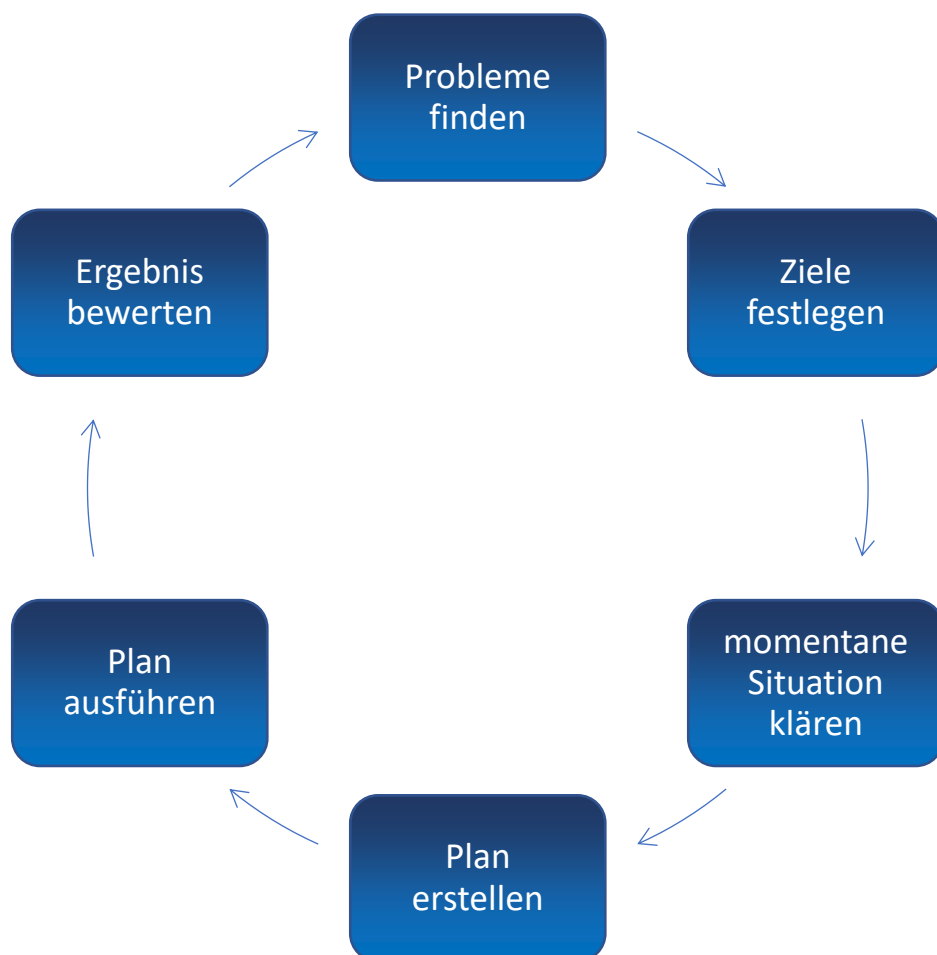 Probleme
finden
Ziele
festlegen
momentane
Situation
klären
Plan
erstellen
Plan
ausführen
Ergebnis
bewerten